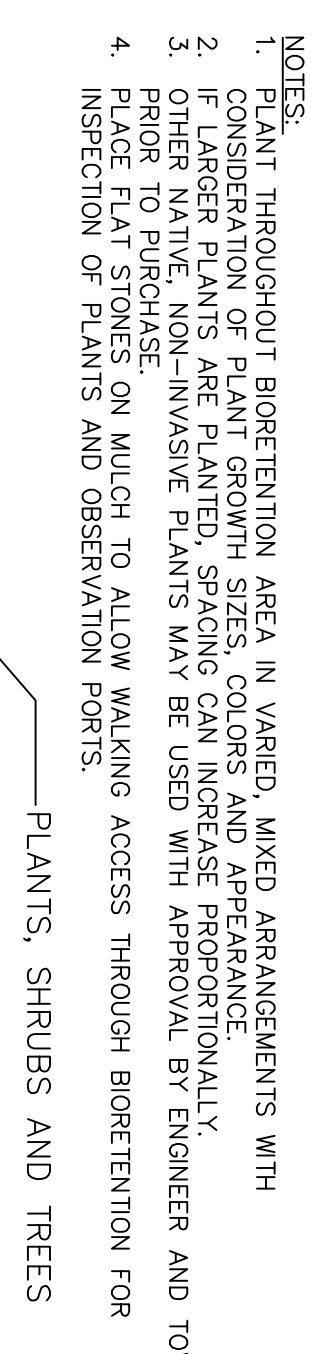 NOTES:
1. PLANT THROUGHOUT BIORETENTION AREA IN VARIED, MIXED ARRANGEMENTS WITH
CONSIDERATION OF PLANT GROWTH SIZES, COLORS AND APPEARANCE.
2. IF LARGER PLANTS ARE PLANTED, SPACING CAN INCREASE PROPORTIONALLY.
3. OTHER NATIVE, NON-INVASIVE PLANTS MAY BE USED WITH APPROVAL BY ENGINEER AND
PRIOR TO PURCHASE.
4. PLACE FLAT STONES ON MULCH TO ALLOW WALKING ACCESS THROUGH BIORETENTION FOR
INSPECTION OF PLANTS AND OBSERVATION PORTS.
PLANTS, SHRUBS AND TREES